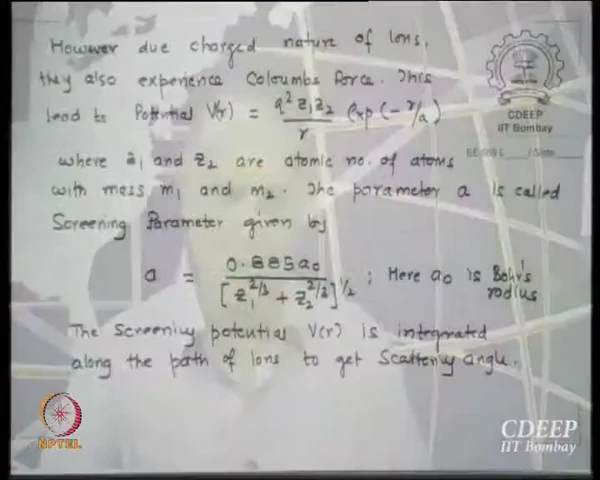 However due charged nature of Ions,
they also experience Coloumbs Force. This
lead to Potential V(r) = q² z₁z₂ / r exp (- r/a)
where z₁ and z₂ are atomic no. of atoms
with mass m₁ and m₂. The parameter a is called
Screening Parameter given by
a = 0.885a₀ / [z₁^2/3 + z₂^2/3]^1/2 ; Here a₀ is Bohr's
radius
The Screening potential V(r) is integrated
along the path of Ions to get Scattering angle.
CDEEP
IIT Bombay
NPTEL
CDEEP
IIT Bombay